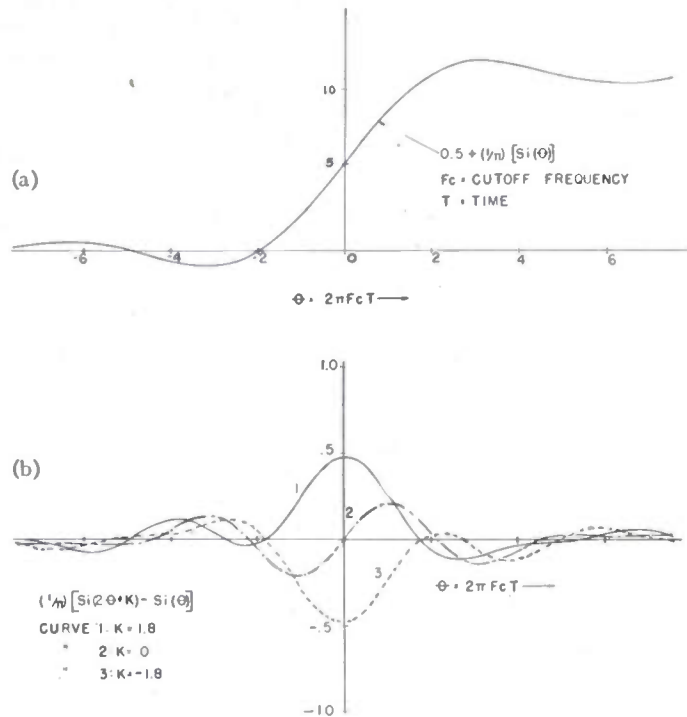 10
5
0.5 + (1/π) [Si(Θ)]
Fc = CUTOFF FREQUENCY
T = TIME
(a)
-6 -4 -2 0 2 4 6
Θ = 2πFcT
1.0
.5
(b)
1
2
3
Θ = 2πFcT
(1/π) [Si(2Θ+K) - Si(Θ)]
CURVE 1: K = 1.8
" 2: K = 0
" 3: K = -1.8
-.5
-1.0